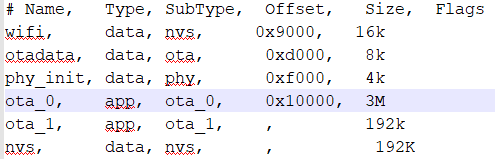 # Name,   Type, SubType,  Offset,   Size,  Flags
wifi,     data, nvs,     0x9000,   16k
otadata,  data, ota,      0xd000,   8k
phy_init, data, phy,      0xf000,   4k
ota_0,    app,  ota_0,    0x10000,  3M
ota_1,    app,  ota_1,    ,         192k
nvs,      data, nvs,      ,          192K